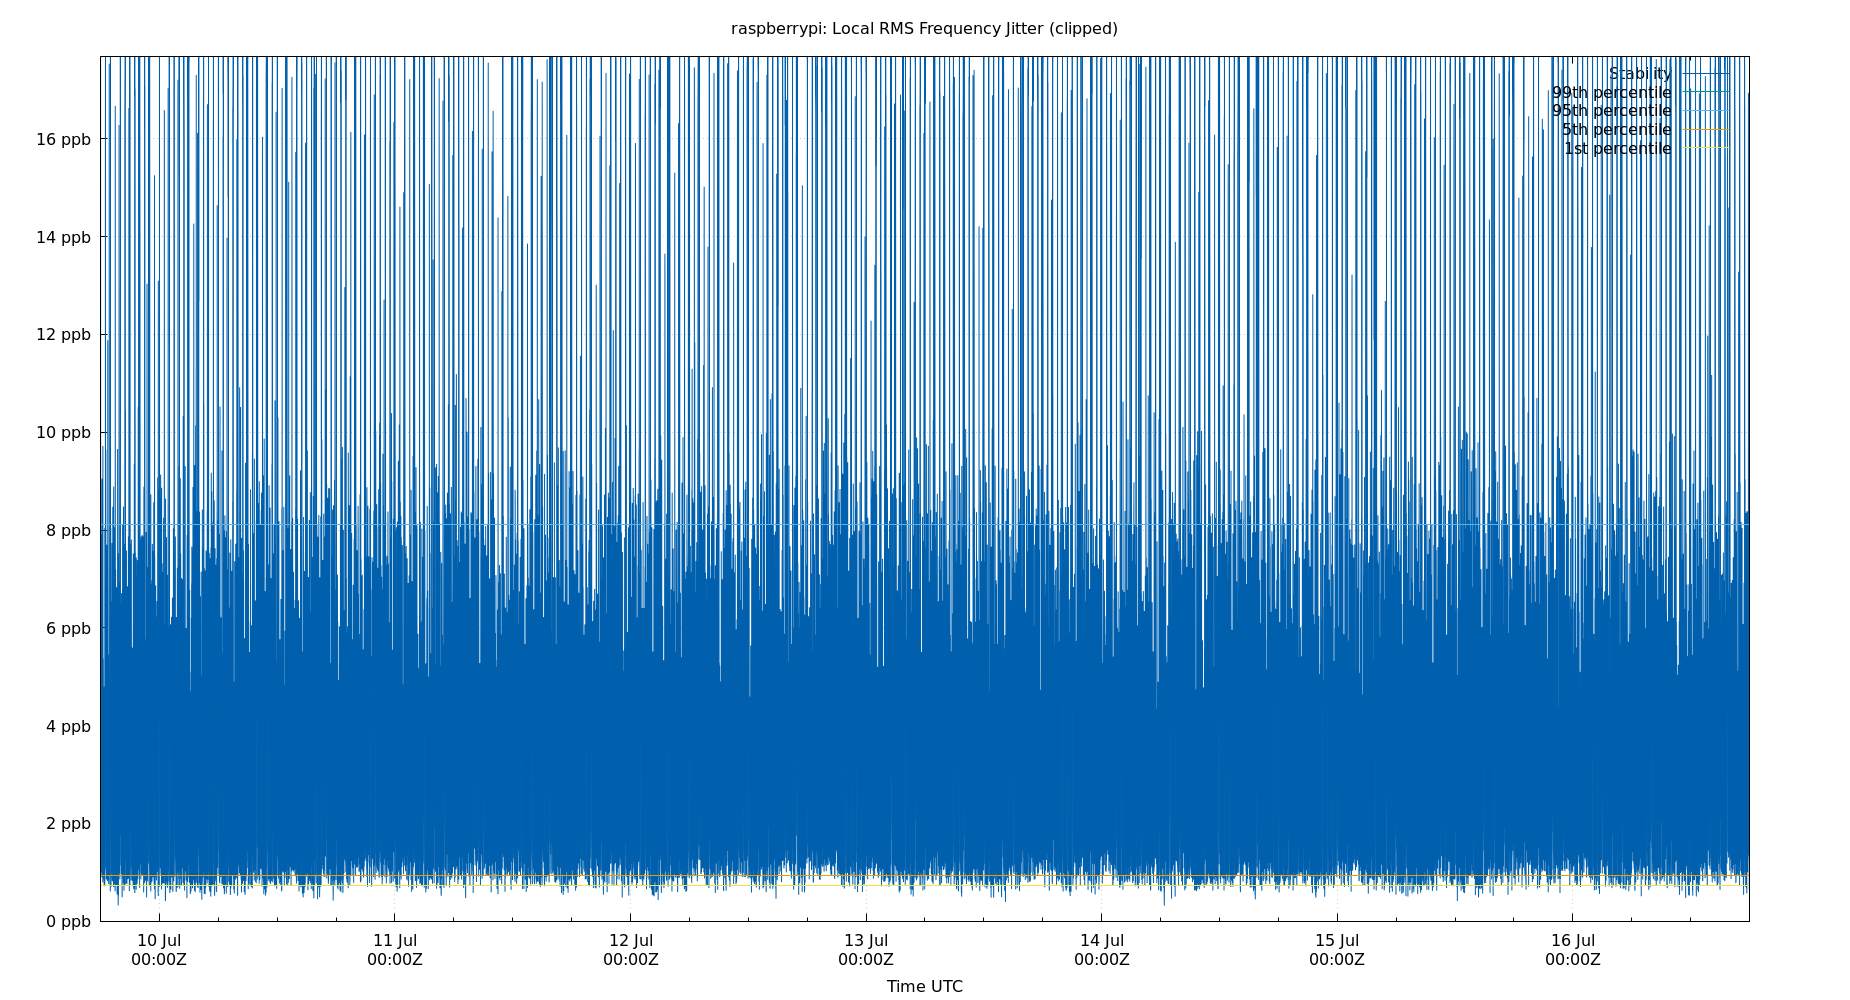 raspberrypi: Local RMS Frequency Jitter (clipped)
Stability
99th percentile
95th percentile
5th percentile
1st percentile
16 ppb
14 ppb
12 ppb
10 ppb
8 ppb
6 ppb
4 ppb
2 ppb
0 ppb
10 Jul 11 Jul 12 Jul 13 Jul 14 Jul 15 Jul 16 Jul
00:00Z 00:00Z 00:00Z 00:00Z 00:00Z 00:00Z 00:00Z
Time UTC